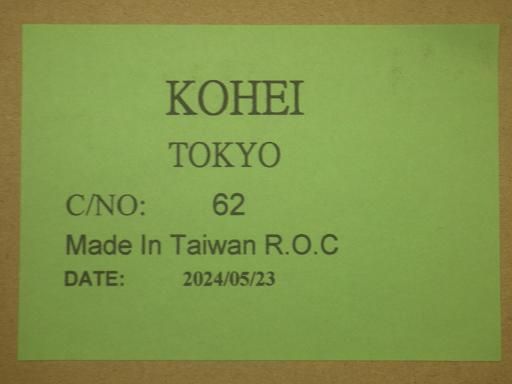 KOHEI
TOKYO
C/NO: 62
Made In Taiwan R.O.C
DATE: 2024/05/23